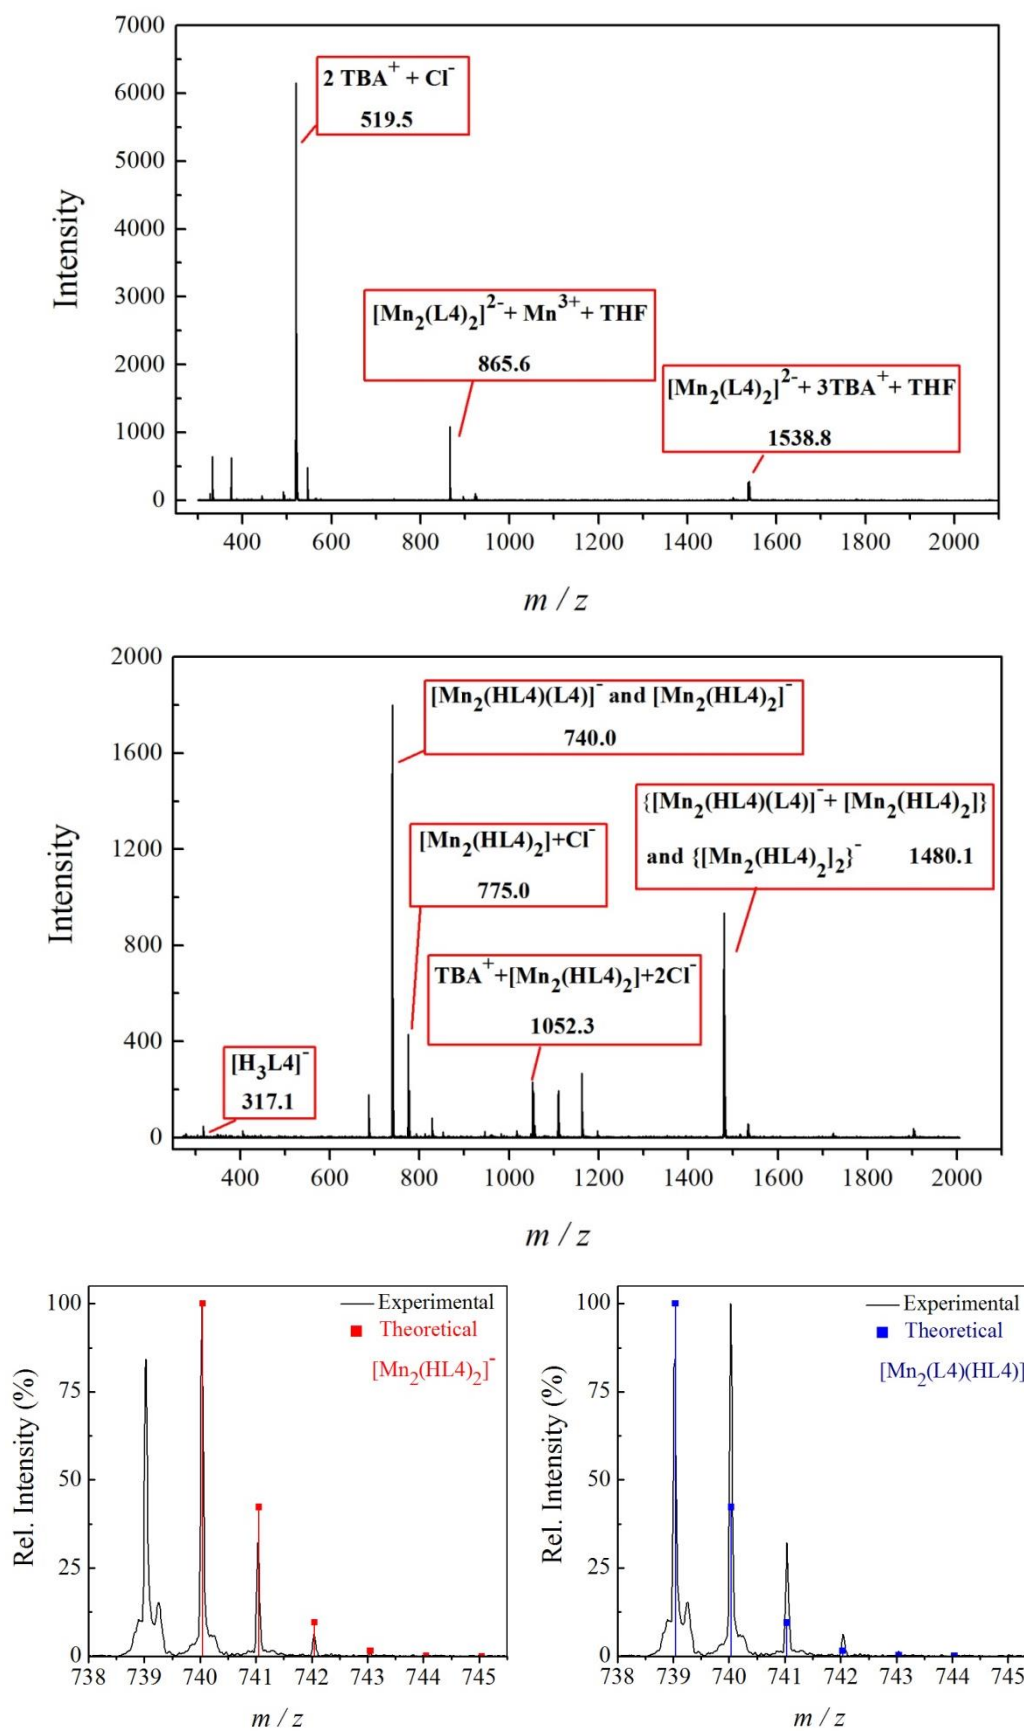 7000
6000
5000
4000
3000
2000
1000
0
Intensity
2 TBA⁺ + Cl⁻
519.5
[Mn₂(L4)₂]²⁻+ Mn³⁺+ THF
865.6
[Mn₂(L4)₂]²⁻+ 3TBA⁺+ THF
1538.8
400 600 800 1000 1200 1400 1600 1800 2000
m / z
2000
1600
1200
800
400
0
Intensity
[Mn₂(HL4)(L4)]⁻ and [Mn₂(HL4)₂]⁻
740.0
{[Mn₂(HL4)(L4)]⁻+ [Mn₂(HL4)₂]}
and {[Mn₂(HL4)₂]₂}⁻ 1480.1
[Mn₂(HL4)₂]+Cl⁻
775.0
TBA⁺+[Mn₂(HL4)₂]+2Cl⁻
1052.3
[H₃L4]⁻
317.1
400 600 800 1000 1200 1400 1600 1800 2000
m / z
100
75
50
25
0
Rel. Intensity (%)
Experimental
Theoretical
[Mn₂(HL4)₂]⁻
738 739 740 741 742 743 744 745
m / z
100
75
50
25
0
Rel. Intensity (%)
Experimental
Theoretical
[Mn₂(L4)(HL4)]
738 739 740 741 742 743 744 745
m / z